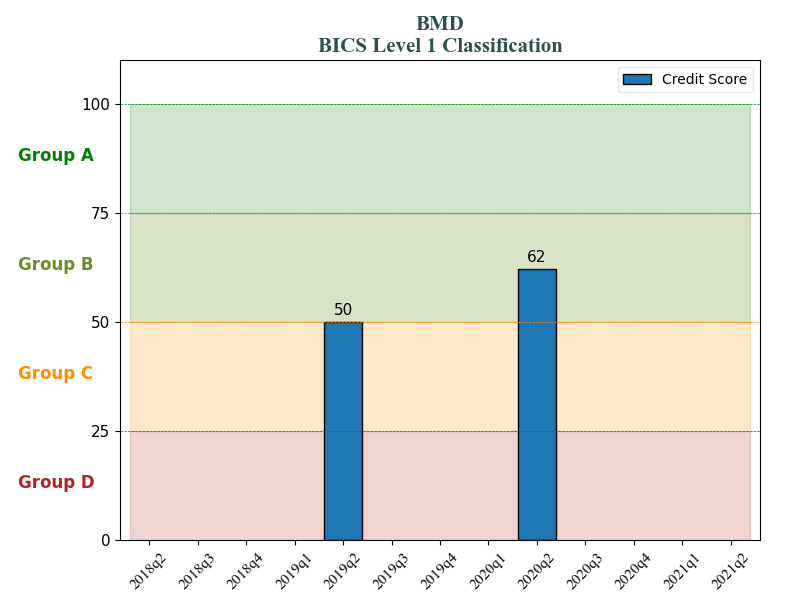 BMD
BICS Level 1 Classification
Credit Score
100
Group A
75
62
Group B
50
50
Group C
25
Group D
0
2018q2 2018q3 2018q4 2019q1 2019q2 2019q3 2019q4 2020q1 2020q2 2020q3 2020q4 2021q1 2021q2